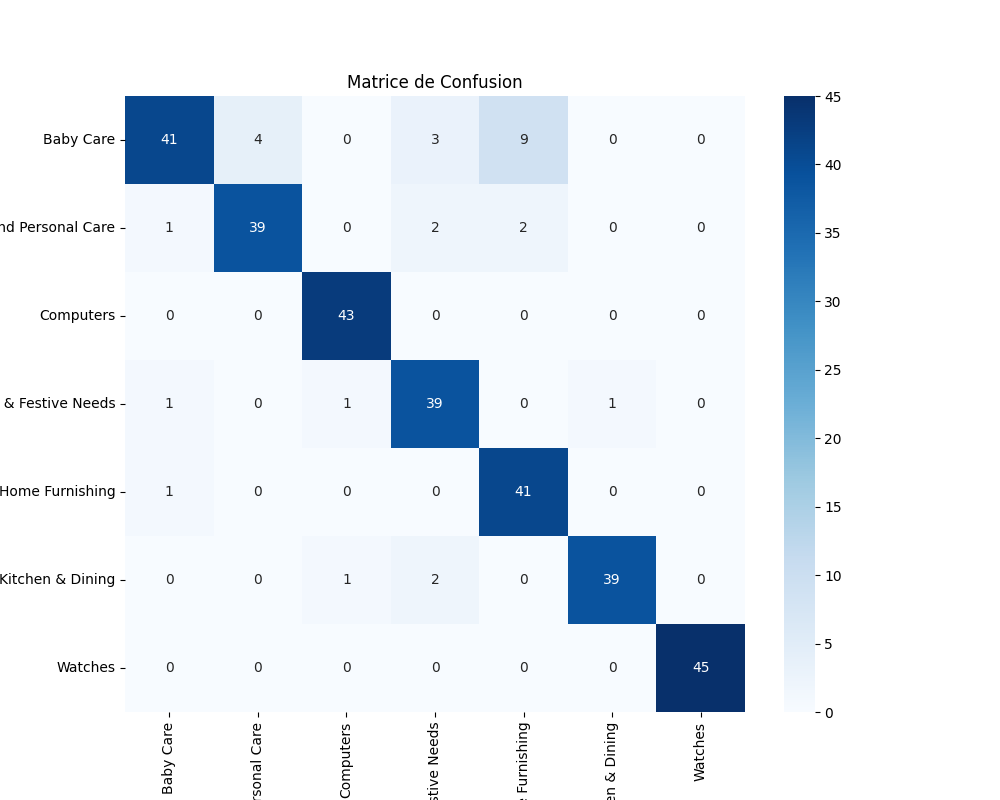 Matrice de Confusion
Baby Care 41 4 0 3 9 0 0
nd Personal Care 1 39 0 2 2 0 0
Computers 0 0 43 0 0 0 0
& Festive Needs 1 0 1 39 0 1 0
Home Furnishing 1 0 0 0 41 0 0
Kitchen & Dining 0 0 1 2 0 39 0
Watches 0 0 0 0 0 0 45
Baby Care
rsonal Care
Computers
stive Needs
Furnishing
en & Dining
Watches
45
40
35
30
25
20
15
10
5
0